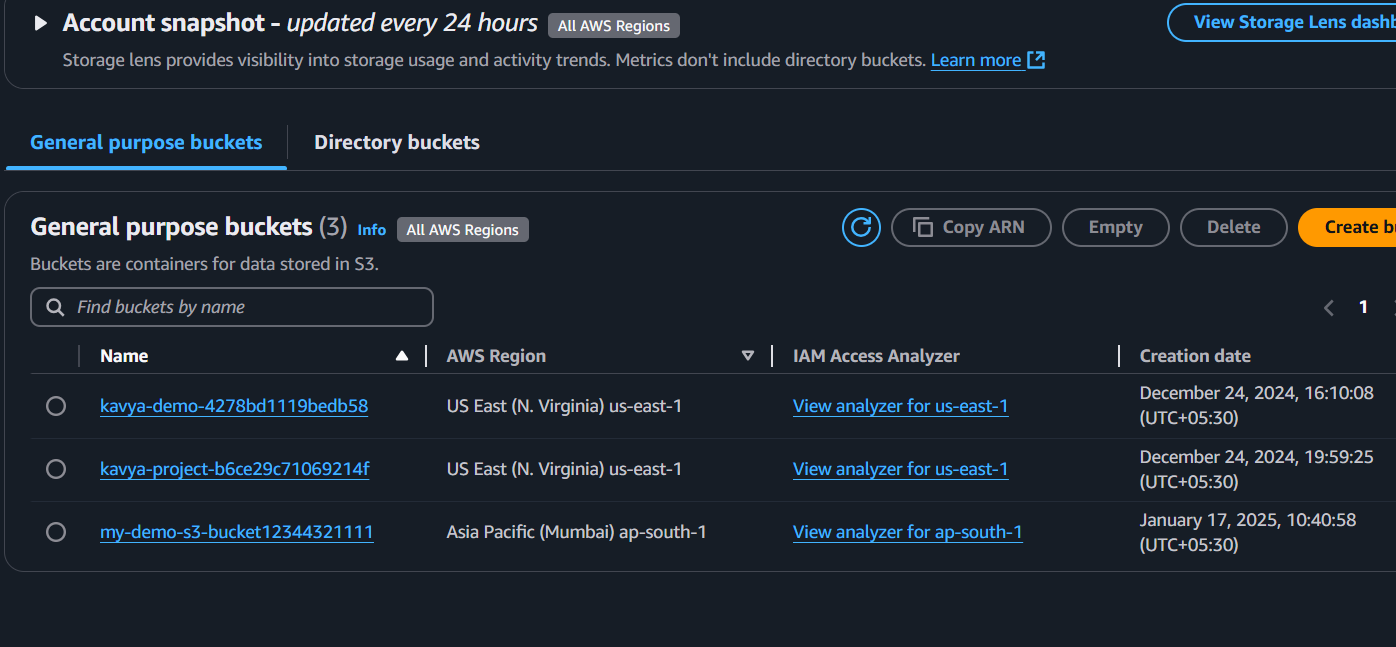 Account snapshot - updated every 24 hours All AWS Regions
View Storage Lens dashb
Storage lens provides visibility into storage usage and activity trends. Metrics don't include directory buckets. Learn more
General purpose buckets
Directory buckets
General purpose buckets (3) Info All AWS Regions
Copy ARN
Empty
Delete
Create b
Buckets are containers for data stored in S3.
Find buckets by name
1
Name AWS Region IAM Access Analyzer Creation date
kavya-demo-4278bd1119bedb58 US East (N. Virginia) us-east-1 View analyzer for us-east-1 December 24, 2024, 16:10:08
(UTC+05:30)
kavya-project-b6ce29c71069214f US East (N. Virginia) us-east-1 View analyzer for us-east-1 December 24, 2024, 19:59:25
(UTC+05:30)
my-demo-s3-bucket12344321111 Asia Pacific (Mumbai) ap-south-1 View analyzer for ap-south-1 January 17, 2025, 10:40:58
(UTC+05:30)